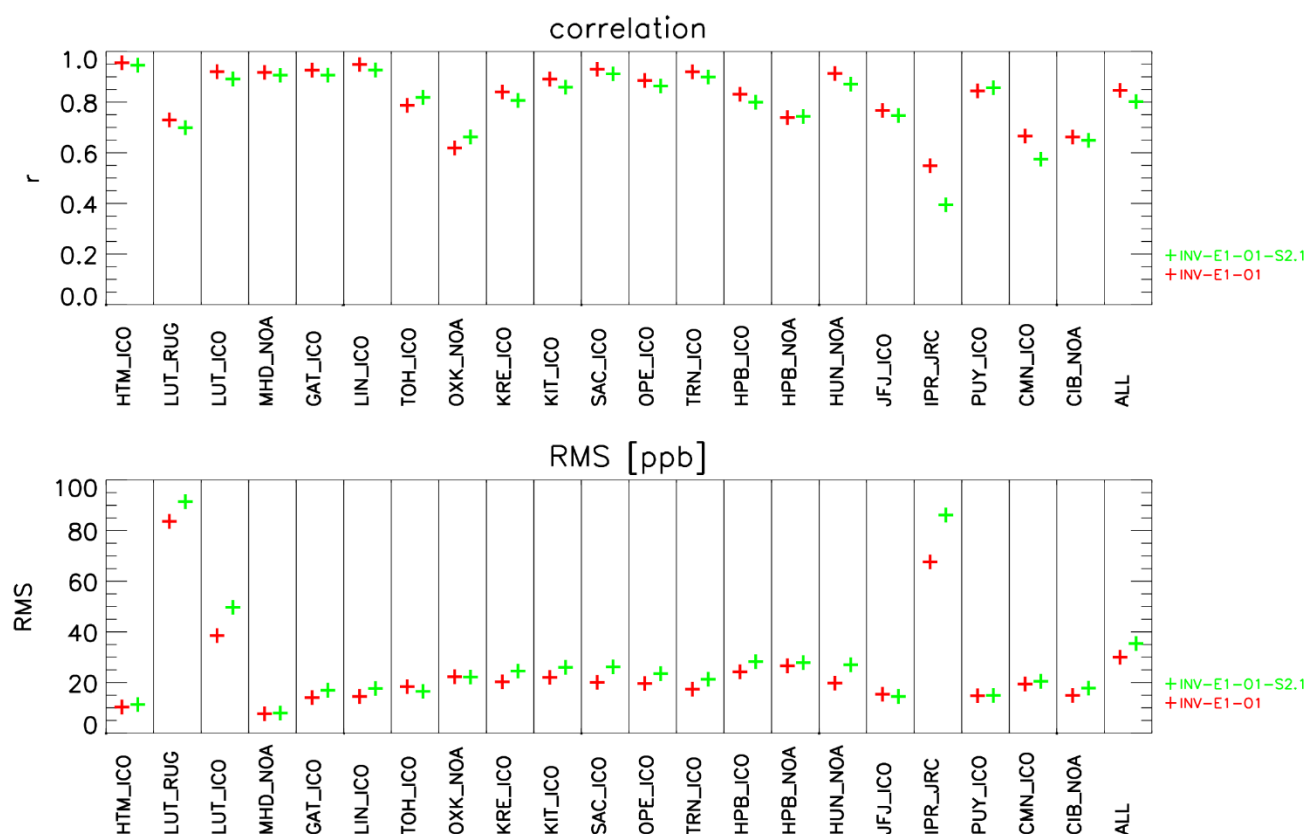 correlation
1.0
0.8
0.6
0.4
0.2
0.0
r
+INV-E1-O1-S2.1
+INV-E1-O1
HTM_ICO
LUT_RUG
LUT_ICO
MHD_NOA
GAT_ICO
LIN_ICO
TOH_ICO
OXK_NOA
KRE_ICO
KIT_ICO
SAC_ICO
OPE_ICO
TRN_ICO
HPB_ICO
HPB_NOA
HUN_NOA
JFJ_ICO
IPR_JRC
PUY_ICO
CMN_ICO
CIB_NOA
ALL
RMS [ppb]
100
80
60
40
20
0
RMS
+INV-E1-O1-S2.1
+INV-E1-O1
HTM_ICO
LUT_RUG
LUT_ICO
MHD_NOA
GAT_ICO
LIN_ICO
TOH_ICO
OXK_NOA
KRE_ICO
KIT_ICO
SAC_ICO
OPE_ICO
TRN_ICO
HPB_ICO
HPB_NOA
HUN_NOA
JFJ_ICO
IPR_JRC
PUY_ICO
CMN_ICO
CIB_NOA
ALL